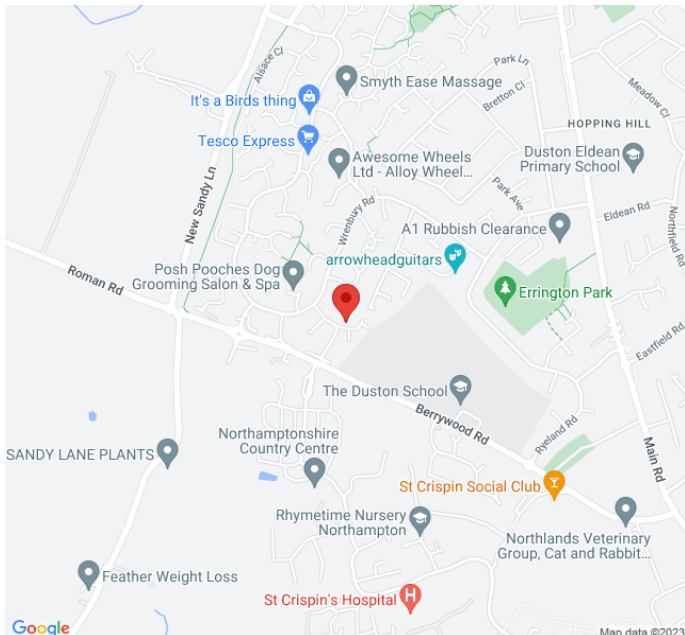 Park Ln
Alsace Cl
Smyth Ease Massage
Meadow Cl
Bretton Cl
It's a Birds thing
HOPPING HILL
Tesco Express
Duston Eldean
Primary School
Awesome Wheels
Ltd - Alloy Wheel...
New Sandy Ln
Park Ave
Eldean Rd
Northfield Rd
Wrenbury Rd
A1 Rubbish Clearance
arrowheadguitars
Roman Rd
Posh Pooches Dog
Grooming Salon & Spa
Errington Park
Eastfield Rd
The Duston School
Berrywood Rd
Ryeland Rd
Northamptonshire
Country Centre
Main Rd
SANDY LANE PLANTS
St Crispin Social Club
Rhymetime Nursery
Northampton
Northlands Veterinary
Group, Cat and Rabbit...
Feather Weight Loss
St Crispin's Hospital
H
Google
Map data ©2023